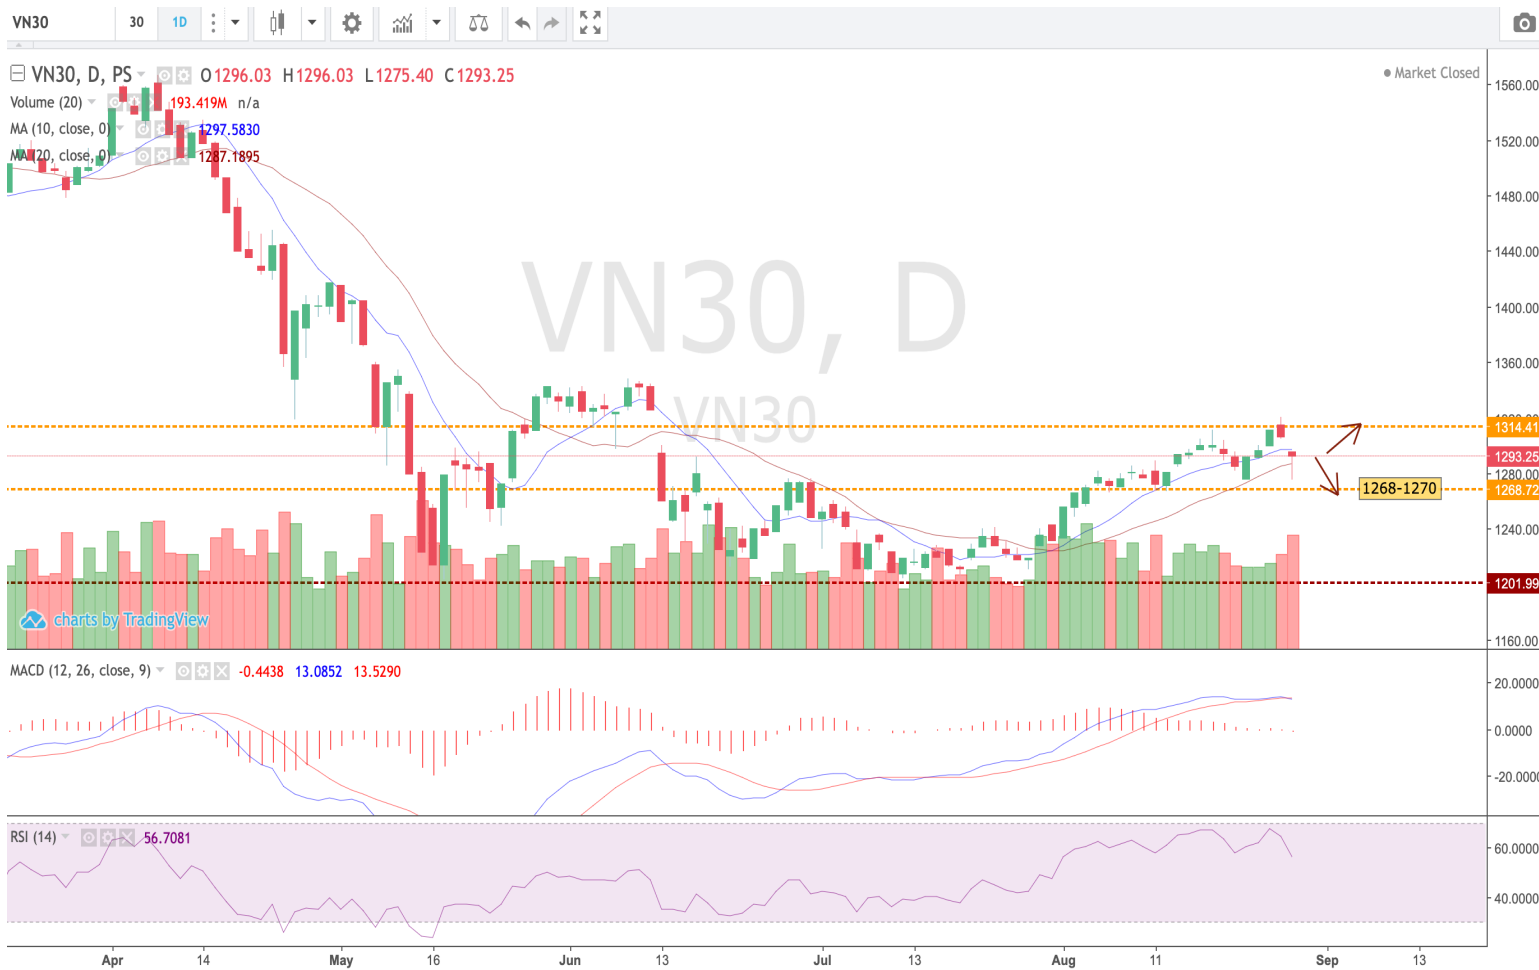 VN30 30 1D
VN30, D, PS O1296.03 H1296.03 L1275.40 C1293.25
Market Closed
Volume (20) 193.419M n/a
MA (10, close, 0) 1297.5830
MA (20, close, 0) 1287.1895
VN30, D
VN30
1560.00
1520.00
1480.00
1440.00
1400.00
1360.00
1314.41
1293.25
1280.00
1268-1270
1268.72
1240.00
1201.99
1160.00
charts by TradingView
MACD (12, 26, close, 9) -0.4438 13.0852 13.5290
20.0000
0.0000
-20.0000
RSI (14) 56.7081
60.0000
40.0000
Apr 14 May 16 Jun 13 Jul 13 Aug 11 Sep 13